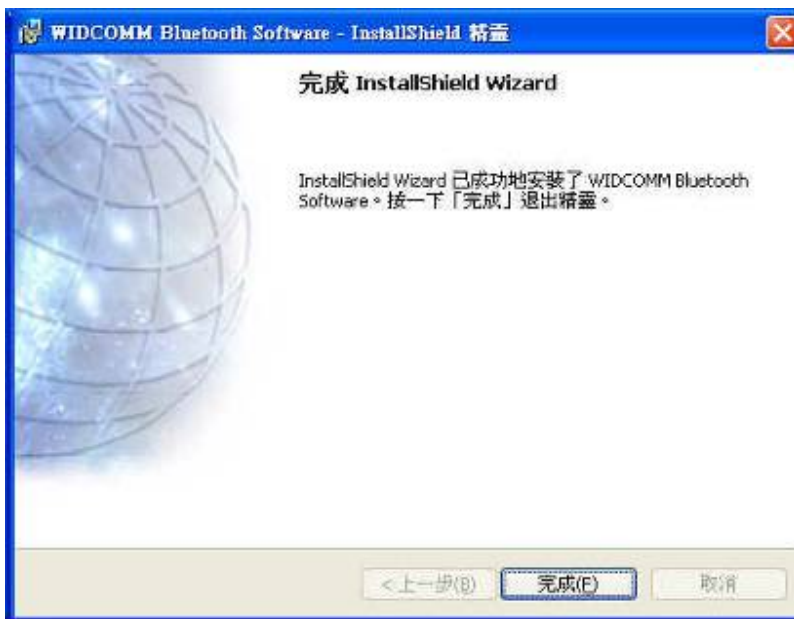 WIDCOMM Bluetooth Software - InstallShield 精靈
完成 InstallShield Wizard
InstallShield Wizard 已成功地安裝了 WIDCOMM Bluetooth
Software。按一下「完成」退出精靈。
<上一步(B)
完成(F)
取消